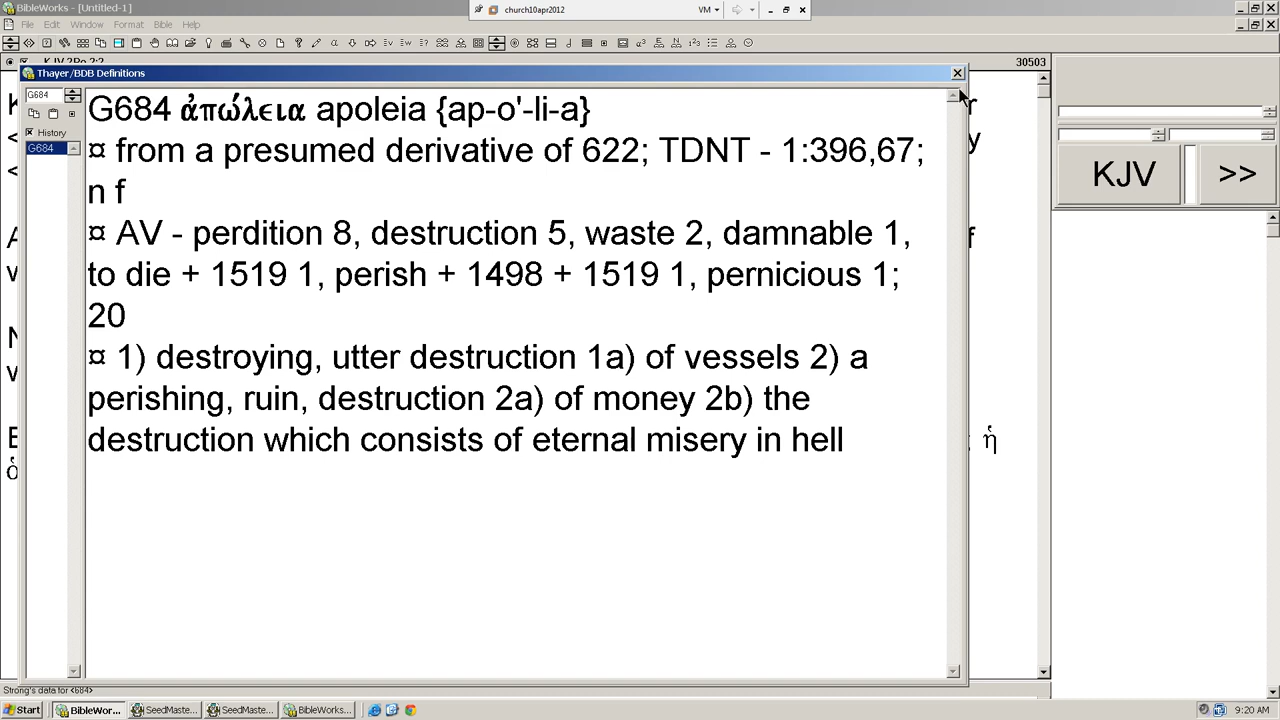 BibleWorks - [Untitled-1]
church10apr2012
VM
File Edit Window Format Bible Help
30503
Thayer/BDB Definitions
G684
History
G684
G684 ἀπώλεια apoleia {ap-o'-li-a}
¤ from a presumed derivative of 622; TDNT - 1:396,67;
n f
¤ AV - perdition 8, destruction 5, waste 2, damnable 1,
to die + 1519 1, perish + 1498 + 1519 1, pernicious 1;
20
¤ 1) destroying, utter destruction 1a) of vessels 2) a
perishing, ruin, destruction 2a) of money 2b) the
destruction which consists of eternal misery in hell
KJV
>>
ἡ
Strong's data for <684>
Start
BibleWor...
SeedMaste...
SeedMaste...
BibleWorks...
9:20 AM